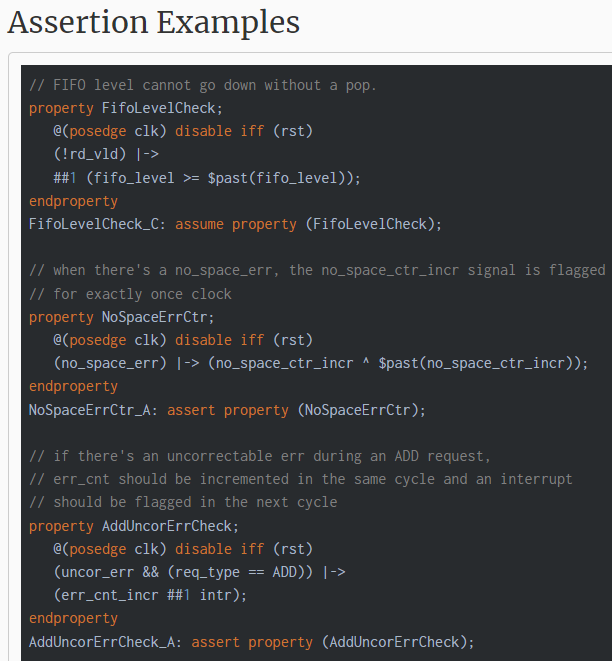 Assertion Examples
// FIFO level cannot go down without a pop.
property FifoLevelCheck;
@(posedge clk) disable iff (rst)
(!rd_vld) |->
##1 (fifo_level >= $past(fifo_level));
endproperty
FifoLevelCheck_C: assume property (FifoLevelCheck);
// when there's a no_space_err, the no_space_ctr_incr signal is flagged
// for exactly once clock
property NoSpaceErrCtr;
@(posedge clk) disable iff (rst)
(no_space_err) |-> (no_space_ctr_incr ^ $past(no_space_ctr_incr));
endproperty
NoSpaceErrCtr_A: assert property (NoSpaceErrCtr);
// if there's an uncorrectable err during an ADD request,
// err_cnt should be incremented in the same cycle and an interrupt
// should be flagged in the next cycle
property AddUncorErrCheck;
@(posedge clk) disable iff (rst)
(uncor_err && (req_type == ADD)) |->
(err_cnt_incr ##1 intr);
endproperty
AddUncorErrCheck_A: assert property (AddUncorErrCheck);